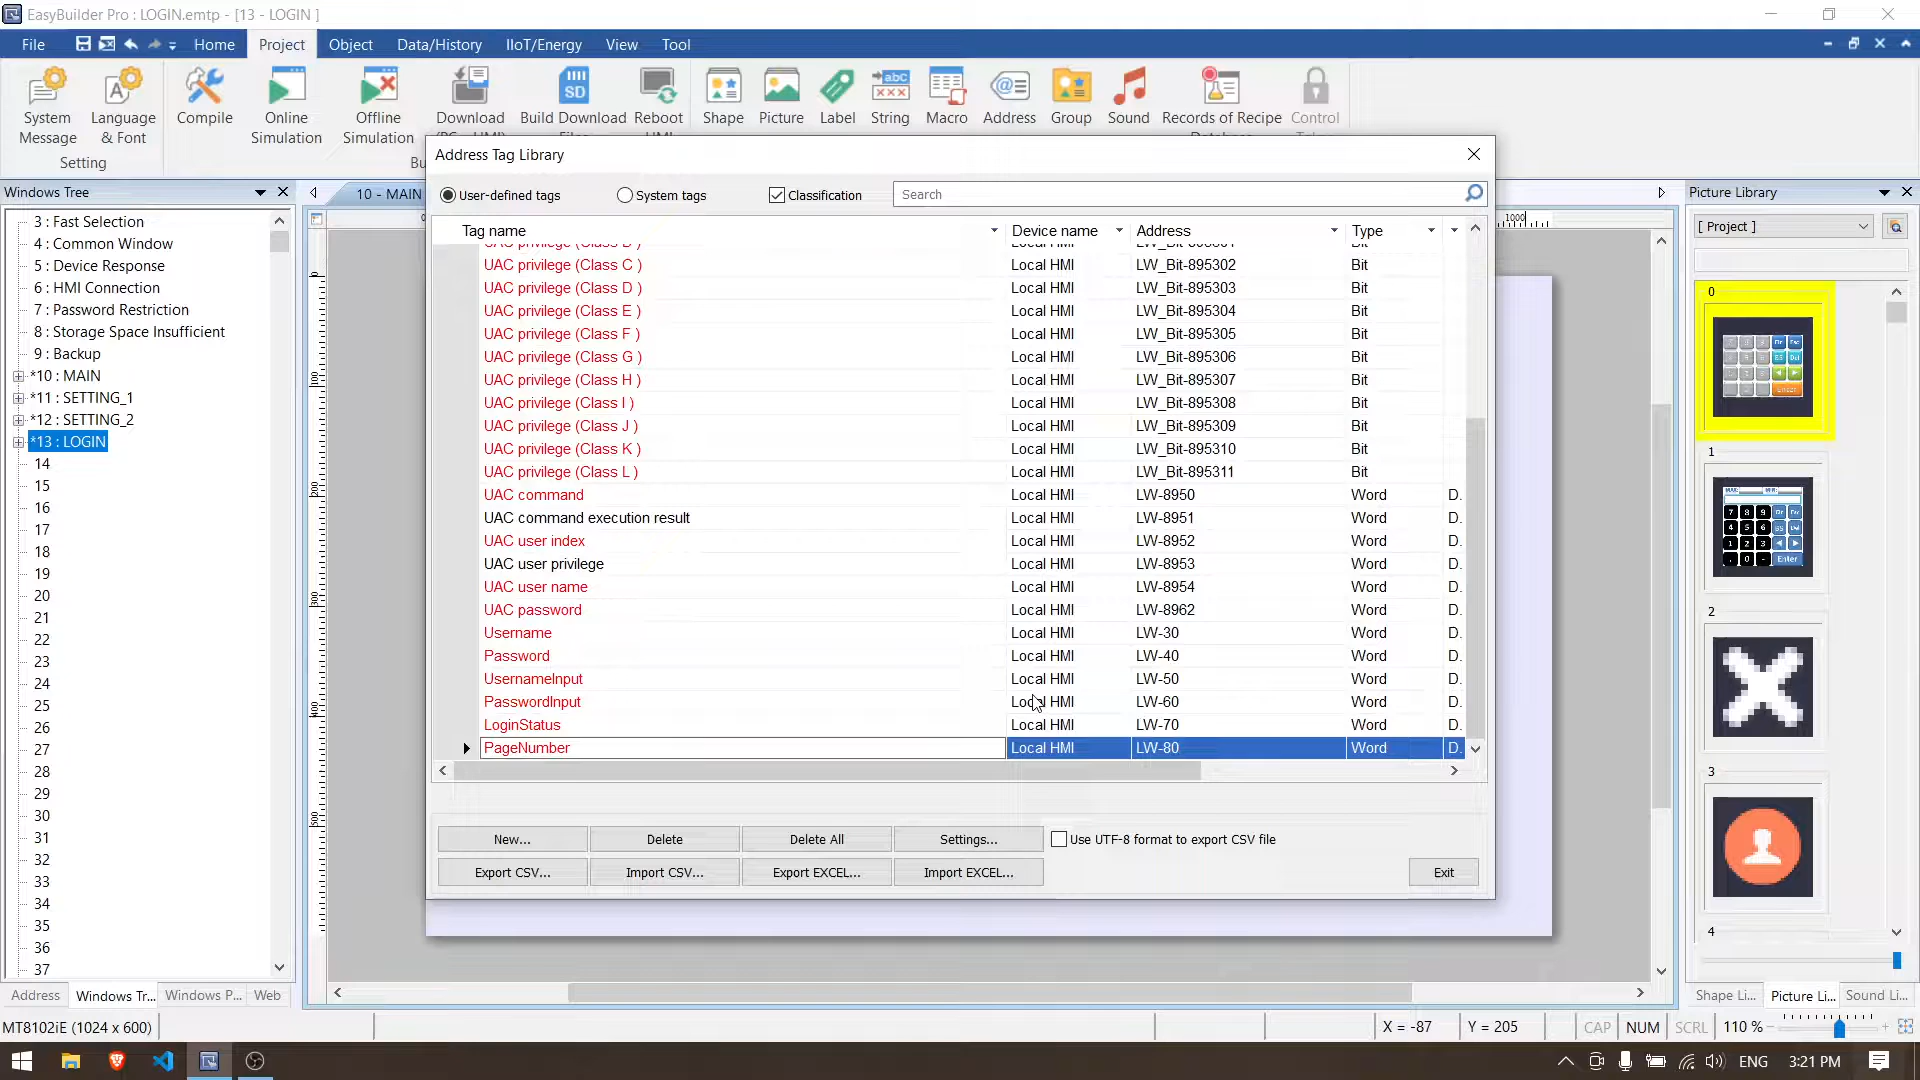 EasyBuilder Pro : LOGIN.emtp - [13 - LOGIN ]
File Home Project Object Data/History IIoT/Energy View Tool
System Message
Language & Font
Compile
Online Simulation
Offline Simulation
Download
Build Download
Reboot
Shape
Picture
Label
String
Macro
Address
Group
Sound
Records of Recipe
Control
Setting
Bu
Windows Tree
3 : Fast Selection
4 : Common Window
5 : Device Response
6 : HMI Connection
7 : Password Restriction
8 : Storage Space Insufficient
9 : Backup
*10 : MAIN
*11 : SETTING_1
*12 : SETTING_2
*13 : LOGIN
14
15
16
17
18
19
20
21
22
23
24
25
26
27
28
29
30
31
32
33
34
35
36
37
Address Windows Tr... Windows P... Web
10 - MAIN
1000
Address Tag Library
User-defined tags System tags Classification Search
Tag name Device name Address Type
UAC privilege (Class C ) Local HMI LW_Bit-895302 Bit
UAC privilege (Class D ) Local HMI LW_Bit-895303 Bit
UAC privilege (Class E ) Local HMI LW_Bit-895304 Bit
UAC privilege (Class F ) Local HMI LW_Bit-895305 Bit
UAC privilege (Class G ) Local HMI LW_Bit-895306 Bit
UAC privilege (Class H ) Local HMI LW_Bit-895307 Bit
UAC privilege (Class I ) Local HMI LW_Bit-895308 Bit
UAC privilege (Class J ) Local HMI LW_Bit-895309 Bit
UAC privilege (Class K ) Local HMI LW_Bit-895310 Bit
UAC privilege (Class L ) Local HMI LW_Bit-895311 Bit
UAC command Local HMI LW-8950 Word D.
UAC command execution result Local HMI LW-8951 Word D.
UAC user index Local HMI LW-8952 Word D.
UAC user privilege Local HMI LW-8953 Word D.
UAC user name Local HMI LW-8954 Word D.
UAC password Local HMI LW-8962 Word D.
Username Local HMI LW-30 Word D.
Password Local HMI LW-40 Word D.
UsernameInput Local HMI LW-50 Word D.
PasswordInput Local HMI LW-60 Word D.
LoginStatus Local HMI LW-70 Word D.
PageNumber Local HMI LW-80 Word D.
New... Delete Delete All Settings... Use UTF-8 format to export CSV file
Export CSV... Import CSV... Export EXCEL... Import EXCEL... Exit
Picture Library
[ Project ]
0
1
2
3
4
Shape Li... Picture Li... Sound Li...
MT8102iE (1024 x 600) X = -87 Y = 205 CAP NUM SCRL 110 %
ENG 3:21 PM